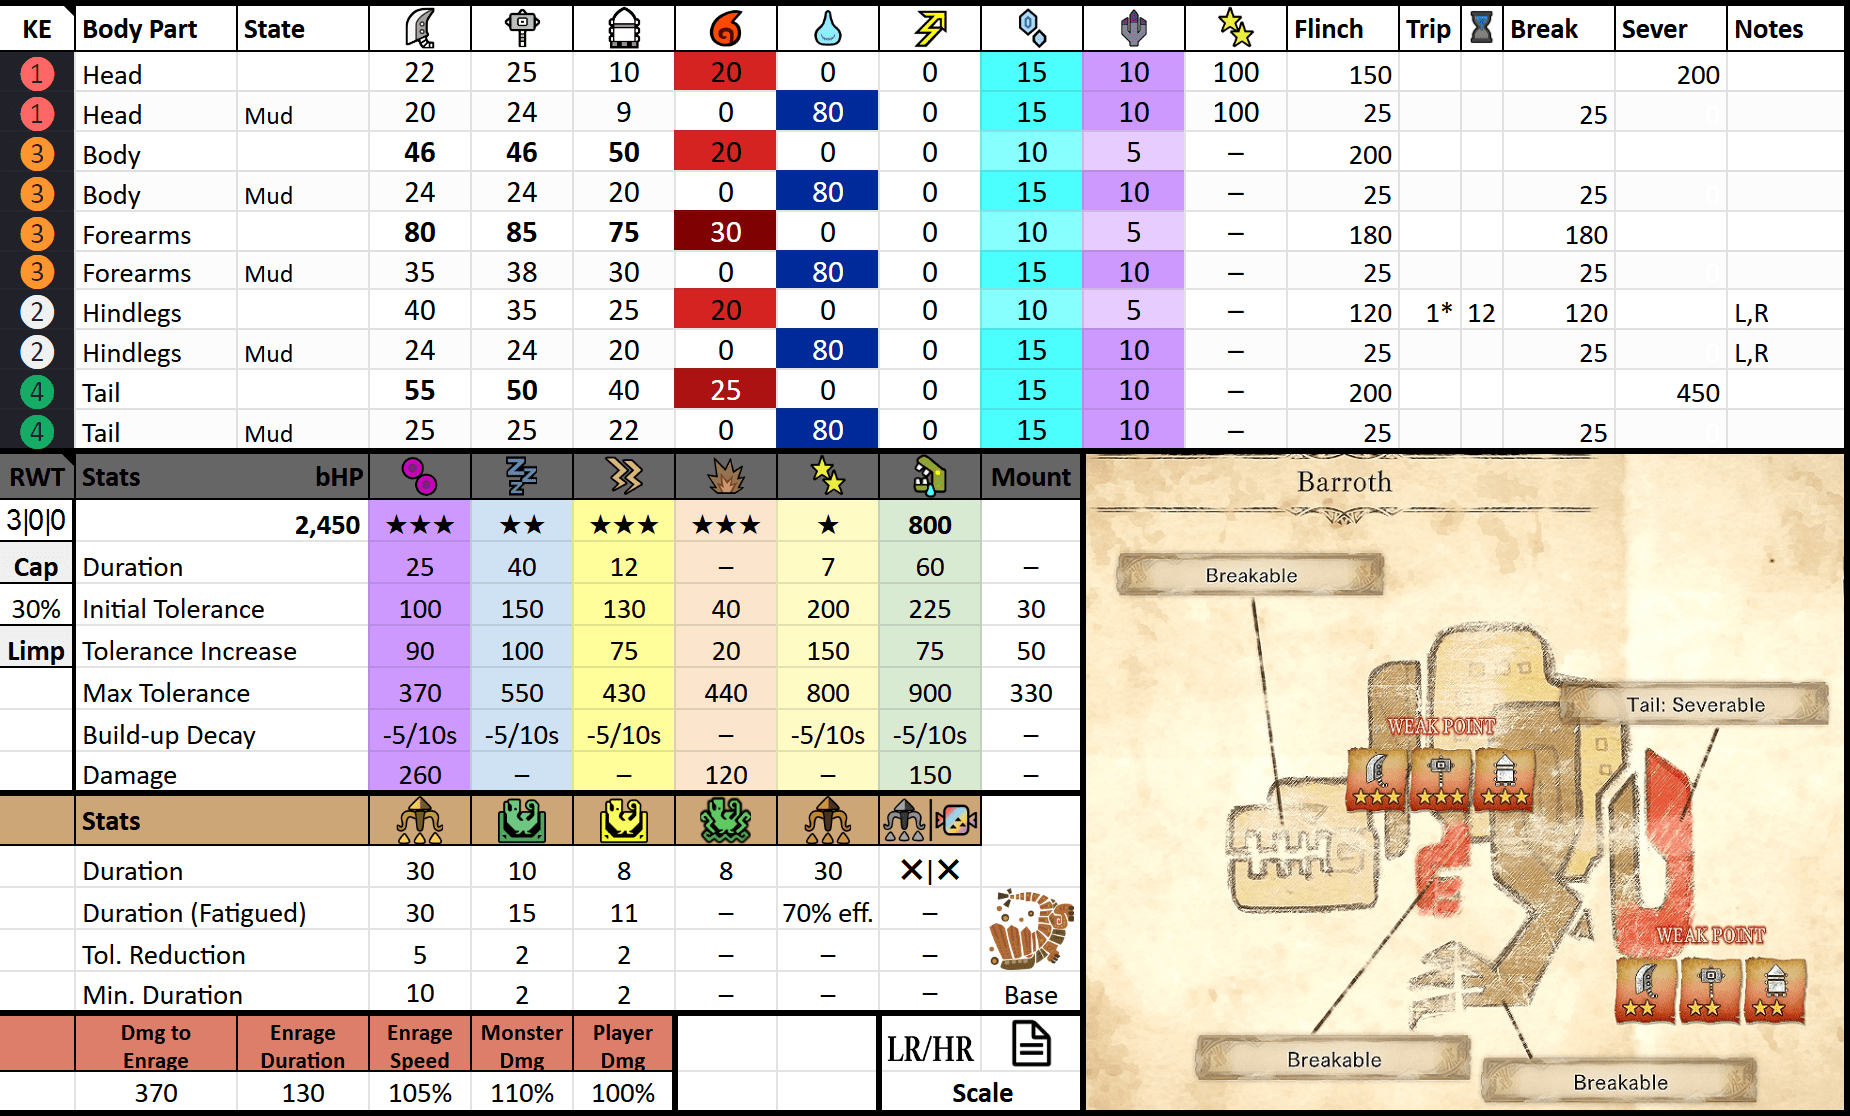 KE Body Part State Flinch Trip Break Sever Notes
1 Head 22 25 10 20 0 0 15 10 100 150 200
1 Head Mud 20 24 9 0 80 0 15 10 100 25 25
3 Body 46 46 50 20 0 0 10 5 – 200
3 Body Mud 24 24 20 0 80 0 15 10 – 25 25
3 Forearms 80 85 75 30 0 0 10 5 – 180 180
3 Forearms Mud 35 38 30 0 80 0 15 10 – 25 25
2 Hindlegs 40 35 25 20 0 0 10 5 – 120 1* 12 120 L,R
2 Hindlegs Mud 24 24 20 0 80 0 15 10 – 25 25 L,R
4 Tail 55 50 40 25 0 0 15 10 – 200 450
4 Tail Mud 25 25 22 0 80 0 15 10 – 25 25
RWT Stats bHP Mount
3|0|0 2,450 ★★★ ★★ ★★★ ★★★ ★ 800
Cap Duration 25 40 12 – 7 60 –
30% Initial Tolerance 100 150 130 40 200 225 30
Limp Tolerance Increase 90 100 75 20 150 75 50
Max Tolerance 370 550 430 440 800 900 330
Build-up Decay -5/10s -5/10s -5/10s – -5/10s -5/10s –
Damage 260 – – 120 – 150 –
Stats
Duration 30 10 8 8 30 ✕|✕
Duration (Fatigued) 30 15 11 – 70% eff. –
Tol. Reduction 5 2 2 – – –
Min. Duration 10 2 2 – – – Base
Dmg to Enrage Enrage Duration Enrage Speed Monster Dmg Player Dmg LR/HR
370 130 105% 110% 100% Scale
Barroth
Breakable
Tail: Severable
WEAK POINT
WEAK POINT
Breakable
Breakable